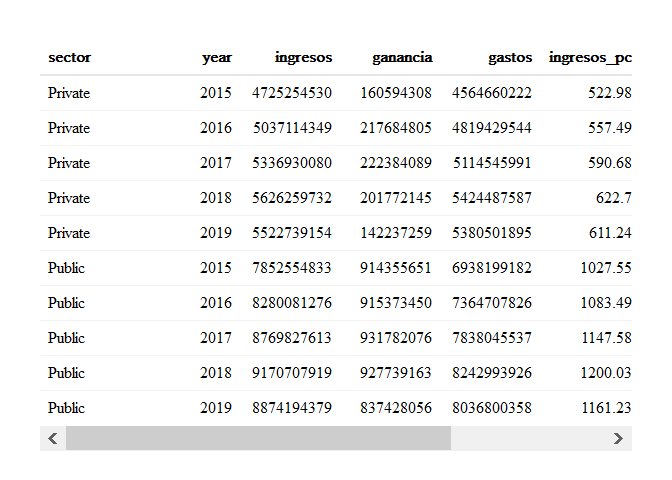 sector year ingresos ganancia gastos ingresos_pc
Private 2015 4725254530 160594308 4564660222 522.98
Private 2016 5037114349 217684805 4819429544 557.49
Private 2017 5336930080 222384089 5114545991 590.68
Private 2018 5626259732 201772145 5424487587 622.7
Private 2019 5522739154 142237259 5380501895 611.24
Public 2015 7852554833 914355651 6938199182 1027.55
Public 2016 8280081276 915373450 7364707826 1083.49
Public 2017 8769827613 931782076 7838045537 1147.58
Public 2018 9170707919 927739163 8242993926 1200.03
Public 2019 8874194379 837428056 8036800358 1161.23